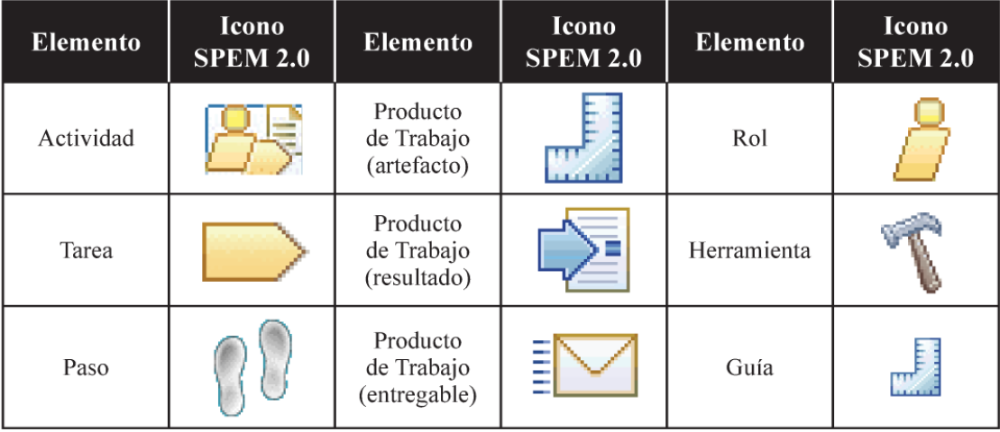 Elemento
Icono
SPEM 2.0
Elemento
Icono
SPEM 2.0
Elemento
Icono
SPEM 2.0
Actividad
Producto
de Trabajo
(artefacto)
Rol
Tarea
Producto
de Trabajo
(resultado)
Herramienta
Paso
Producto
de Trabajo
(entregable)
Guía